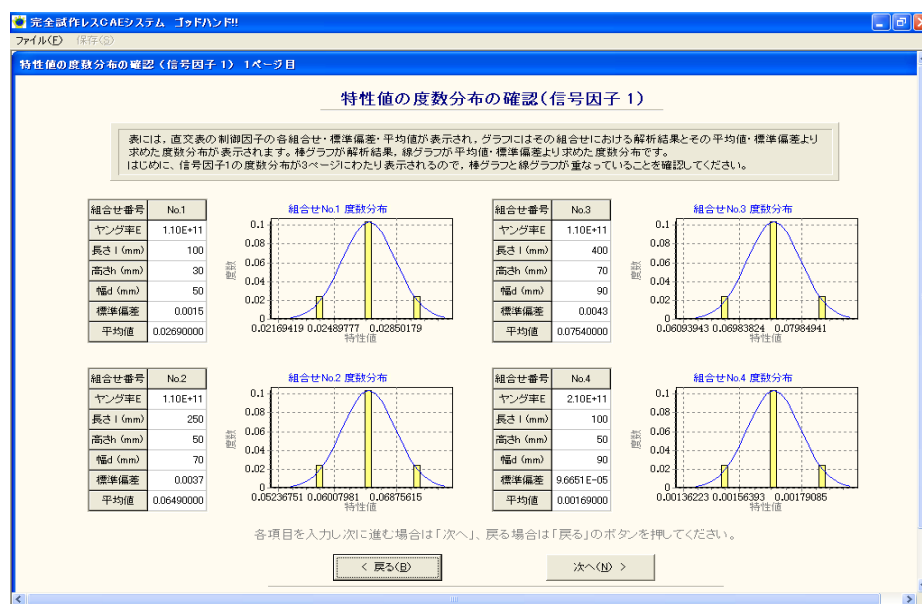 完全試作レスCAEシステム ゴッドハンド!!
ファイル(F) 保存(S)
特性値の度数分布の確認（信号因子1） 1ページ目
特性値の度数分布の確認(信号因子 1)
表には，直交表の制御因子の各組合せ・標準偏差・平均値が表示され，グラフにはその組合せにおける解析結果とその平均値・標準偏差より
求めた度数分布が表示されます。棒グラフが解析結果，線グラフが平均値・標準偏差より求めた度数分布です。
はじめに、信号因子1の度数分布が3ページにわたり表示されるので，棒グラフと線グラフが重なっていることを確認してください。
組合せ番号 No.1
ヤング率E 1.10E+11
長さ l (mm) 100
高さh (mm) 30
幅d (mm) 50
標準偏差 0.0015
平均値 0.02690000
組合せNo.1 度数分布
0.1
0.08
0.06
0.04
0.02
0
度数
0.02169419 0.02489777 0.02850179
特性値
組合せ番号 No.3
ヤング率E 1.10E+11
長さ l (mm) 400
高さh (mm) 70
幅d (mm) 90
標準偏差 0.0043
平均値 0.07540000
組合せNo.3 度数分布
0.1
0.08
0.06
0.04
0.02
0
度数
0.06093943 0.06983824 0.07984941
特性値
組合せ番号 No.2
ヤング率E 1.10E+11
長さ l (mm) 250
高さh (mm) 50
幅d (mm) 70
標準偏差 0.0037
平均値 0.06490000
組合せNo.2 度数分布
0.1
0.08
0.06
0.04
0.02
0
度数
0.05236751 0.06007981 0.06875615
特性値
組合せ番号 No.4
ヤング率E 2.10E+11
長さ l (mm) 100
高さh (mm) 50
幅d (mm) 90
標準偏差 9.6651E-05
平均値 0.00169000
組合せNo.4 度数分布
0.1
0.08
0.06
0.04
0.02
0
度数
0.00136223 0.00156393 0.00179085
特性値
各項目を入力し次に進む場合は「次へ」、戻る場合は「戻る」のボタンを押してください。
< 戻る(B)
次へ(N) >